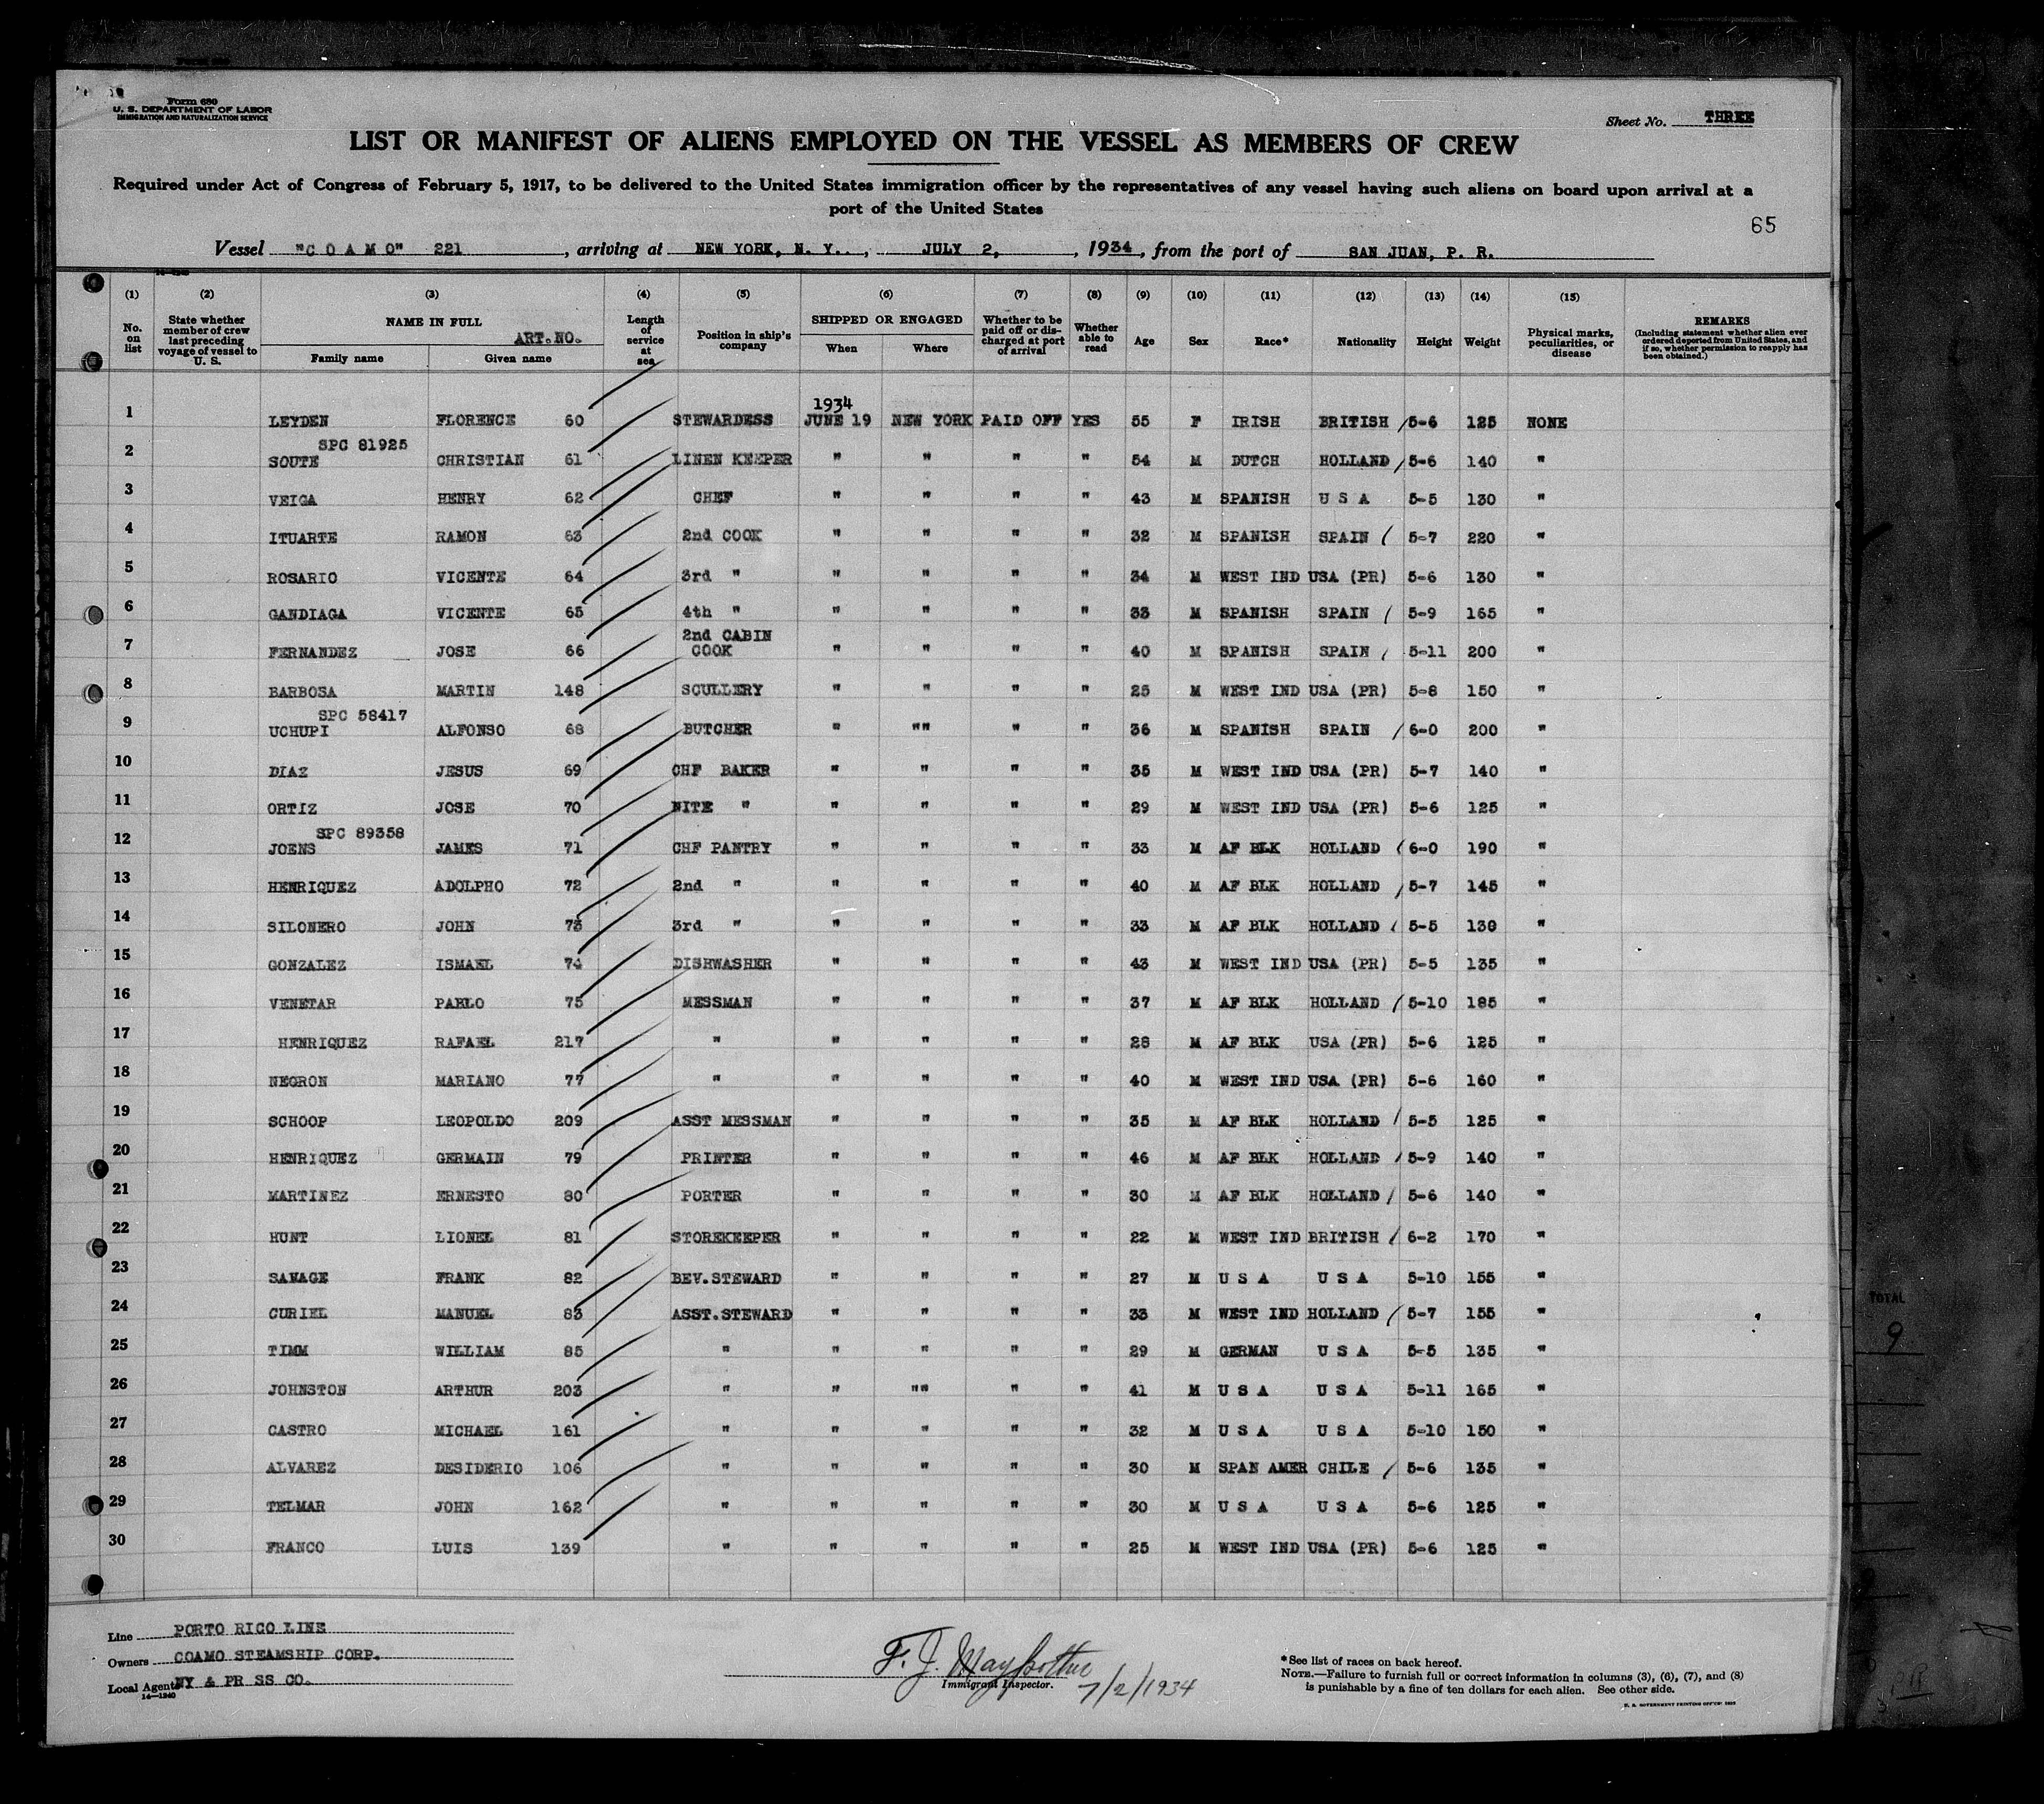 Form 680
U. S. DEPARTMENT OF LABOR
IMMIGRATION AND NATURALIZATION SERVICE
Sheet No. THREE
LIST OR MANIFEST OF ALIENS EMPLOYED ON THE VESSEL AS MEMBERS OF CREW
Required under Act of Congress of February 5, 1917, to be delivered to the United States immigration officer by the representatives of any vessel having such aliens on board upon arrival at a
port of the United States
65
Vessel "C O A M O" 221, arriving at NEW YORK, N. Y.., JULY 2, , 1934, from the port of SAN JUAN, P. R.
(1) (2) (3) (4) (5) (6) (7) (8) (9) (10) (11) (12) (13) (14) (15)
No. on list State whether member of crew last preceding voyage of vessel to U. S. NAME IN FULL ART.NO. Family name Given name Length of service at sea Position in ship's company SHIPPED OR ENGAGED When Where Whether to be paid off or discharged at port of arrival Whether able to read Age Sex Race* Nationality Height Weight Physical marks, peculiarities, or disease REMARKS (Including statement whether alien ever ordered deported from United States, and if so, whether permission to reapply has been obtained.)
1934
1 LEYDEN FLORENCE 60 STEWARDESS JUNE 19 NEW YORK PAID OFF YES 55 F IRISH BRITISH 5-6 125 NONE
SPC 81925
2 SOUTE CHRISTIAN 61 LINEN KEEPER " " " " 54 M DUTCH HOLLAND 5-6 140 "
3 VEIGA HENRY 62 CHEF " " " " 43 M SPANISH U S A 5-5 130 "
4 ITUARTE RAMON 63 2nd COOK " " " " 32 M SPANISH SPAIN 5-7 220 "
5 ROSARIO VICENTE 64 3rd " " " " " 34 M WEST IND USA (PR) 5-6 130 "
6 GANDIAGA VICENTE 65 4th " " " " " 33 M SPANISH SPAIN 5-9 165 "
2nd CABIN
7 FERNANDEZ JOSE 66 COOK " " " " 40 M SPANISH SPAIN 5-11 200 "
8 BARBOSA MARTIN 148 SCULLERY " " " " 25 M WEST IND USA (PR) 5-8 150 "
SPC 58417
9 UCHUPI ALFONSO 68 BUTCHER " "" " " 36 M SPANISH SPAIN 6-0 200 "
10 DIAZ JESUS 69 CHF BAKER " " " " 35 M WEST IND USA (PR) 5-7 140 "
11 ORTIZ JOSE 70 NITE " " " " " 29 M WEST IND USA (PR) 5-6 125 "
SPC 89358
12 JOENS JAMES 71 CHF PANTRY " " " " 33 M AF BLK HOLLAND 6-0 190 "
13 HENRIQUEZ ADOLPHO 72 2nd " " " " " 40 M AF BLK HOLLAND 5-7 145 "
14 SILONERO JOHN 73 3rd " " " " " 33 M AF BLK HOLLAND 5-5 130 "
15 GONZALEZ ISMAEL 74 DISHWASHER " " " " 43 M WEST IND USA (PR) 5-5 135 "
16 VENETAR PABLO 75 MESSMAN " " " " 37 M AF BLK HOLLAND 5-10 185 "
17 HENRIQUEZ RAFAEL 217 " " " " " 28 M AF BLK USA (PR) 5-6 125 "
18 NEGRON MARIANO 77 " " " " " 40 M WEST IND USA (PR) 5-6 160 "
19 SCHOOP LEOPOLDO 209 ASST MESSMAN " " " " 35 M AF BLK HOLLAND 5-5 125 "
20 HENRIQUEZ GERMAIN 79 PRINTER " " " " 46 M AF BLK HOLLAND 5-9 140 "
21 MARTINEZ ERNESTO 80 PORTER " " " " 30 M AF BLK HOLLAND 5-6 140 "
22 HUNT LIONEL 81 STOREKEEPER " " " " 22 M WEST IND BRITISH 6-2 170 "
23 SAVAGE FRANK 82 BEV.STEWARD " " " " 27 M U S A U S A 5-10 155 "
24 CURIEL MANUEL 83 ASST.STEWARD " " " " 33 M WEST IND HOLLAND 5-7 155 "
25 TIMM WILLIAM 85 " " " " " 29 M GERMAN U S A 5-5 135 "
26 JOHNSTON ARTHUR 203 " " "" " " 41 M U S A U S A 5-11 165 "
27 CASTRO MICHAEL 161 " " " " " 32 M U S A U S A 5-10 150 "
28 ALVAREZ DESIDERIO 106 " " " " " 30 M SPAN AMER CHILE 5-6 135 "
29 TELMAR JOHN 162 " " " " " 30 M U S A U S A 5-6 125 "
30 FRANCO LUIS 139 " " " " " 25 M WEST IND USA (PR) 5-6 125 "
TOTAL
9
Line PORTO RICO LINE
Owners COAMO STEAMSHIP CORP.
Local Agents NY & PR SS CO.
14—1240
F. J.
Immigrant Inspector. 7/2/1934
*See list of races on back hereof.
NOTE.—Failure to furnish full or correct information in columns (3), (6), (7), and (8)
is punishable by a fine of ten dollars for each alien. See other side.
U. S. GOVERNMENT PRINTING OFFICE